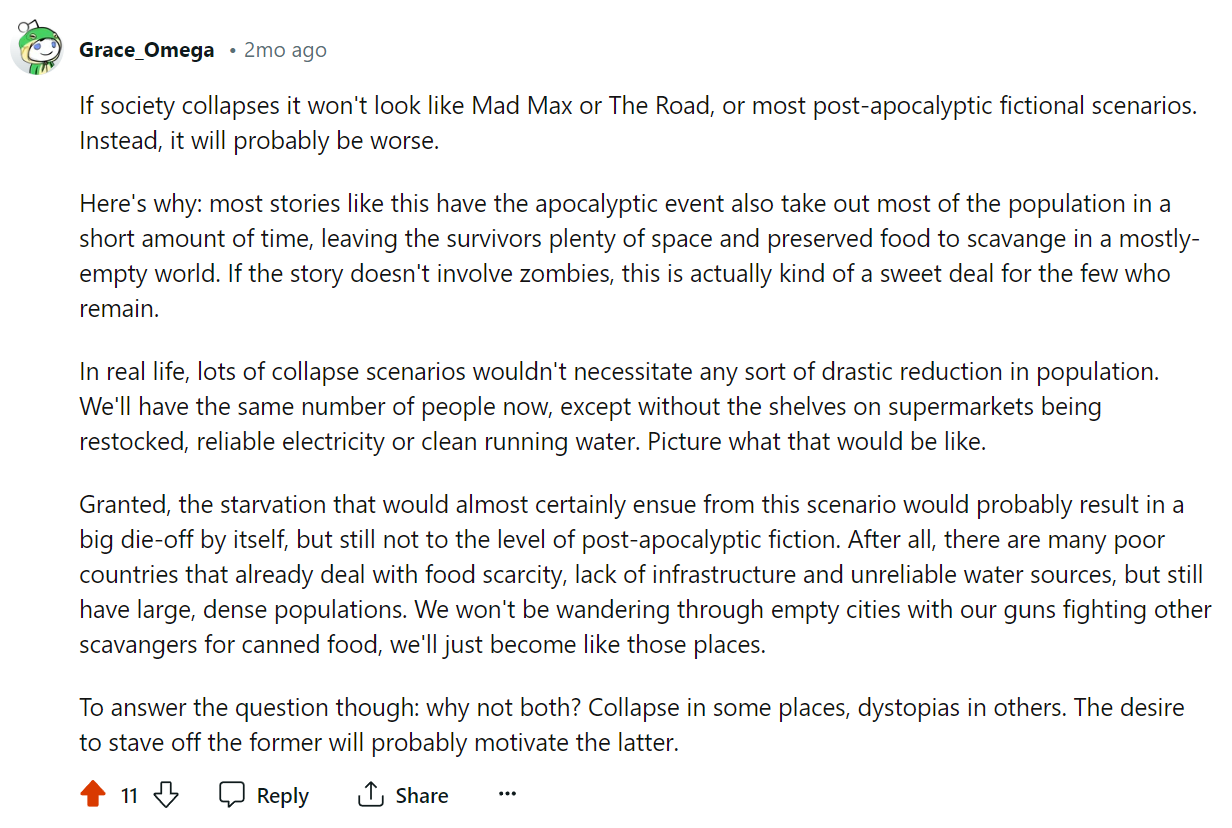 Grace_Omega • 2mo ago
If society collapses it won't look like Mad Max or The Road, or most post-apocalyptic fictional scenarios.
Instead, it will probably be worse.
Here's why: most stories like this have the apocalyptic event also take out most of the population in a
short amount of time, leaving the survivors plenty of space and preserved food to scavange in a mostly-
empty world. If the story doesn't involve zombies, this is actually kind of a sweet deal for the few who
remain.
In real life, lots of collapse scenarios wouldn't necessitate any sort of drastic reduction in population.
We'll have the same number of people now, except without the shelves on supermarkets being
restocked, reliable electricity or clean running water. Picture what that would be like.
Granted, the starvation that would almost certainly ensue from this scenario would probably result in a
big die-off by itself, but still not to the level of post-apocalyptic fiction. After all, there are many poor
countries that already deal with food scarcity, lack of infrastructure and unreliable water sources, but still
have large, dense populations. We won't be wandering through empty cities with our guns fighting other
scavangers for canned food, we'll just become like those places.
To answer the question though: why not both? Collapse in some places, dystopias in others. The desire
to stave off the former will probably motivate the latter.
11 Reply Share ...